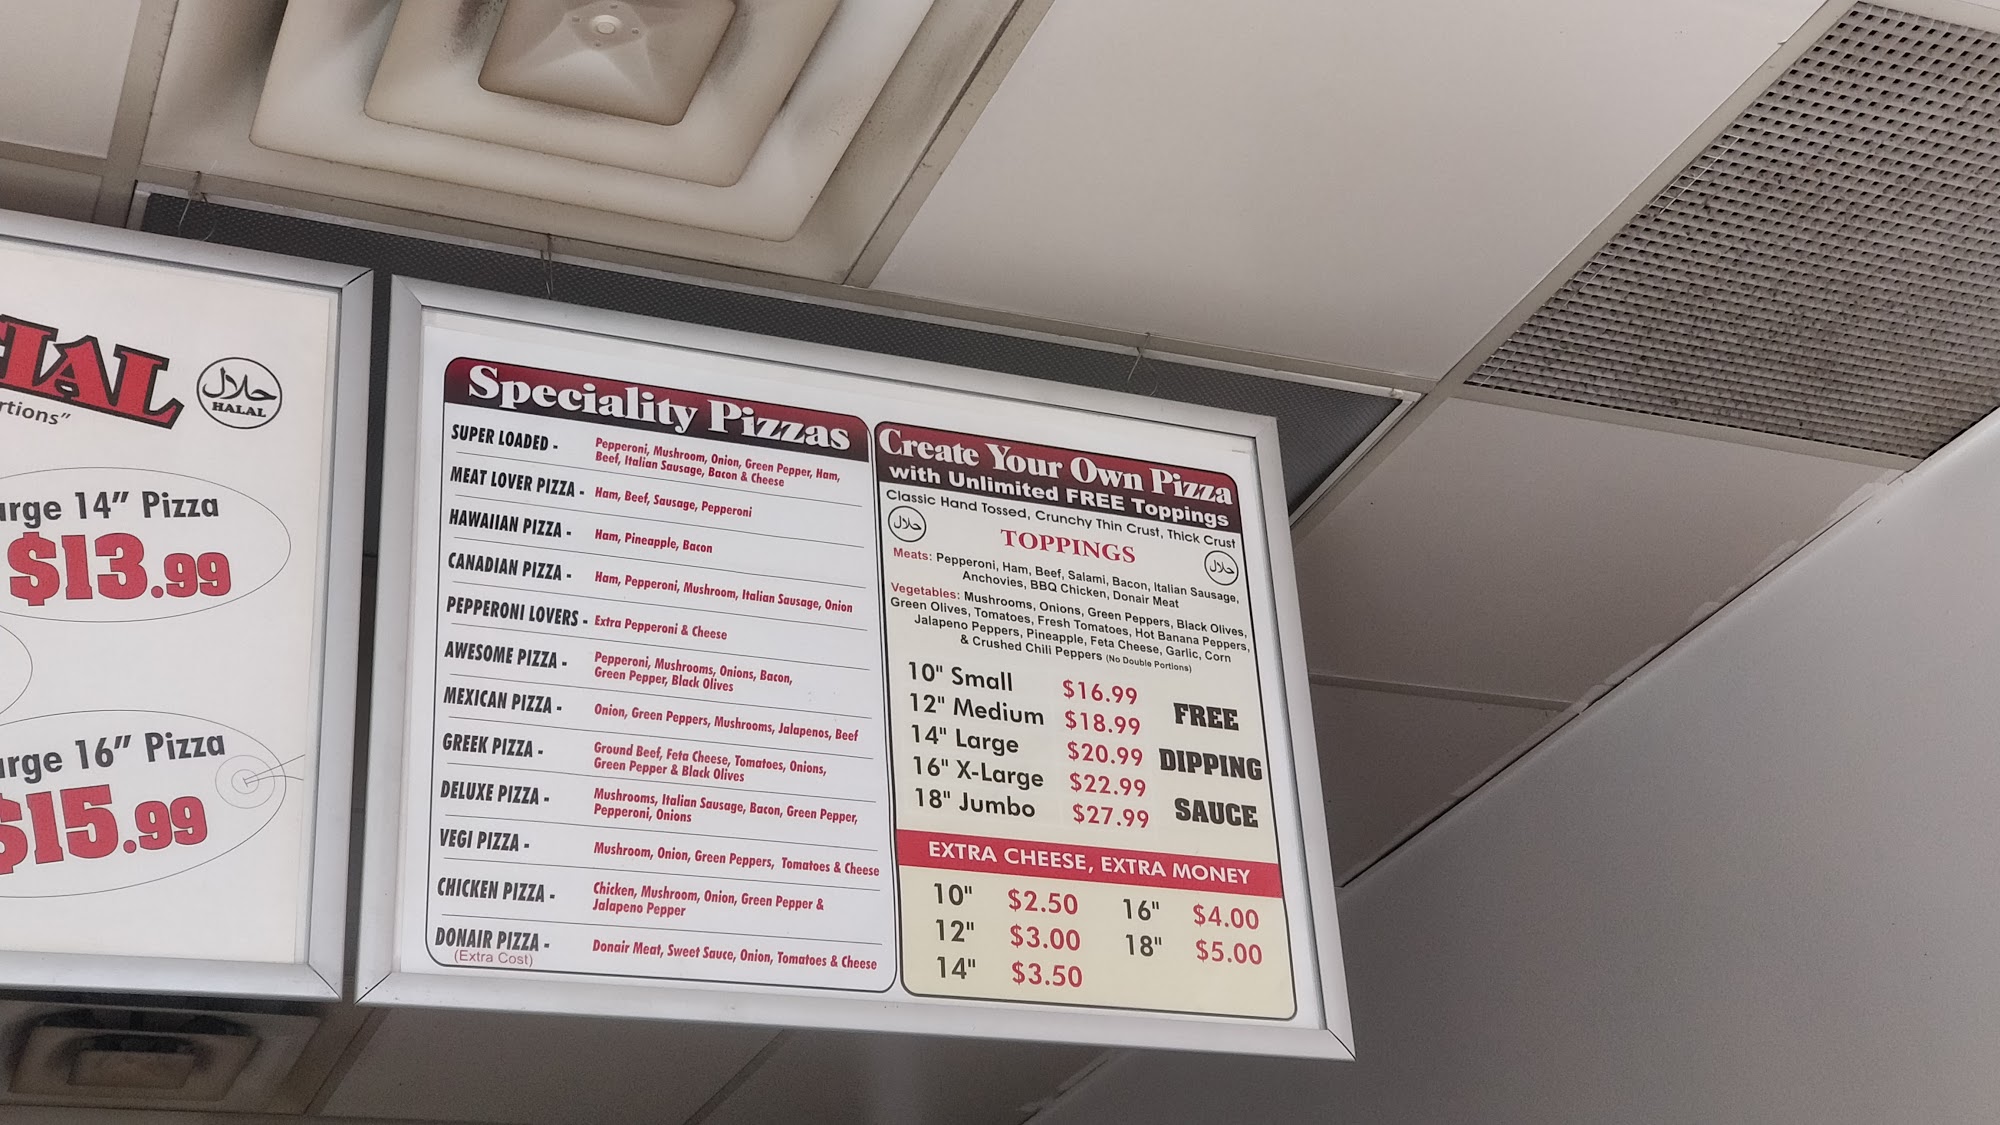 IAL
حلال
HALAL
rtions"
rge 14" Pizza
$13.99
rge 16" Pizza
$15.99
Speciality Pizzas
SUPER LOADED - Pepperoni, Mushroom, Onion, Green Pepper, Ham,
Beef, Italian Sausage, Bacon & Cheese
MEAT LOVER PIZZA - Ham, Beef, Sausage, Pepperoni
HAWAIIAN PIZZA - Ham, Pineapple, Bacon
CANADIAN PIZZA - Ham, Pepperoni, Mushroom, Italian Sausage, Onion
PEPPERONI LOVERS - Extra Pepperoni & Cheese
AWESOME PIZZA - Pepperoni, Mushrooms, Onions, Bacon,
Green Pepper, Black Olives
MEXICAN PIZZA - Onion, Green Peppers, Mushrooms, Jalapenos, Beef
GREEK PIZZA - Ground Beef, Feta Cheese, Tomatoes, Onions,
Green Pepper & Black Olives
DELUXE PIZZA - Mushrooms, Italian Sausage, Bacon, Green Pepper,
Pepperoni, Onions
VEGI PIZZA - Mushroom, Onion, Green Peppers, Tomatoes & Cheese
CHICKEN PIZZA - Chicken, Mushroom, Onion, Green Pepper &
Jalapeno Pepper
DONAIR PIZZA - Donair Meat, Sweet Sauce, Onion, Tomatoes & Cheese
(Extra Cost)
Create Your Own Pizza
with Unlimited FREE Toppings
Classic Hand Tossed, Crunchy Thin Crust, Thick Crust
حلال
TOPPINGS
حلال
Meats: Pepperoni, Ham, Beef, Salami, Bacon, Italian Sausage,
Anchovies, BBQ Chicken, Donair Meat
Vegetables: Mushrooms, Onions, Green Peppers, Black Olives,
Green Olives, Tomatoes, Fresh Tomatoes, Hot Banana Peppers,
Jalapeno Peppers, Pineapple, Feta Cheese, Garlic, Corn
& Crushed Chili Peppers (No Double Portions)
10" Small $16.99
12" Medium $18.99
14" Large $20.99
16" X-Large $22.99
18" Jumbo $27.99
FREE
DIPPING
SAUCE
EXTRA CHEESE, EXTRA MONEY
10" $2.50 16" $4.00
12" $3.00 18" $5.00
14" $3.50